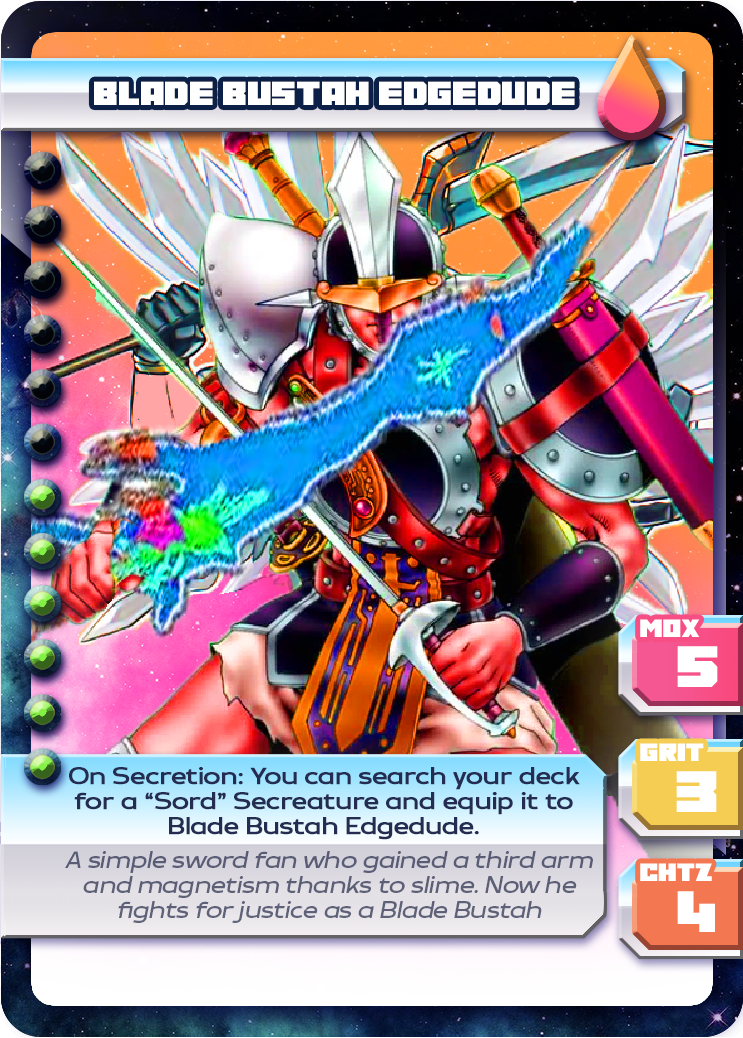 BLADE BUSTAH EDGEDUDE
MOX
5
GRIT
3
CHTZ
4
On Secretion: You can search your deck
for a “Sord” Secreature and equip it to
Blade Bustah Edgedude.
A simple sword fan who gained a third arm
and magnetism thanks to slime. Now he
fights for justice as a Blade Bustah